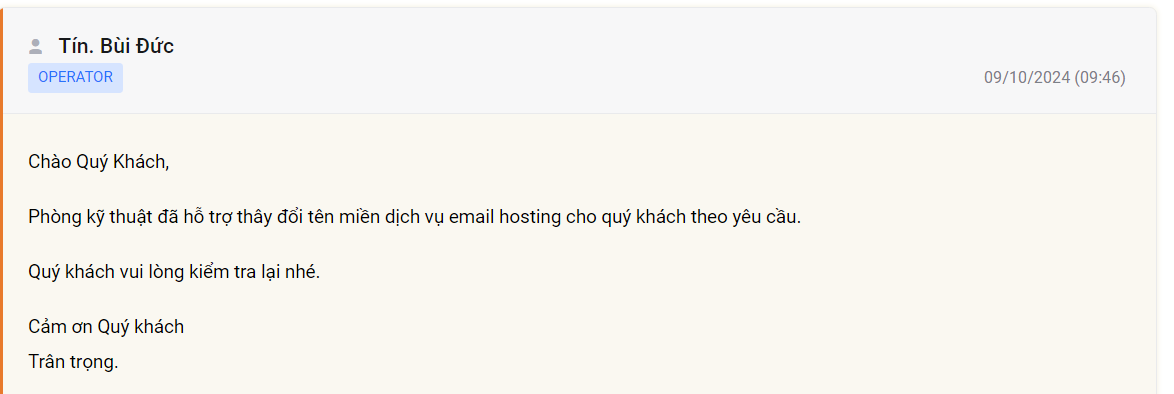 Tín. Bùi Đức
OPERATOR
09/10/2024 (09:46)
Chào Quý Khách,
Phòng kỹ thuật đã hỗ trợ thây đổi tên miền dịch vụ email hosting cho quý khách theo yêu cầu.
Quý khách vui lòng kiểm tra lại nhé.
Cảm ơn Quý khách
Trân trọng.